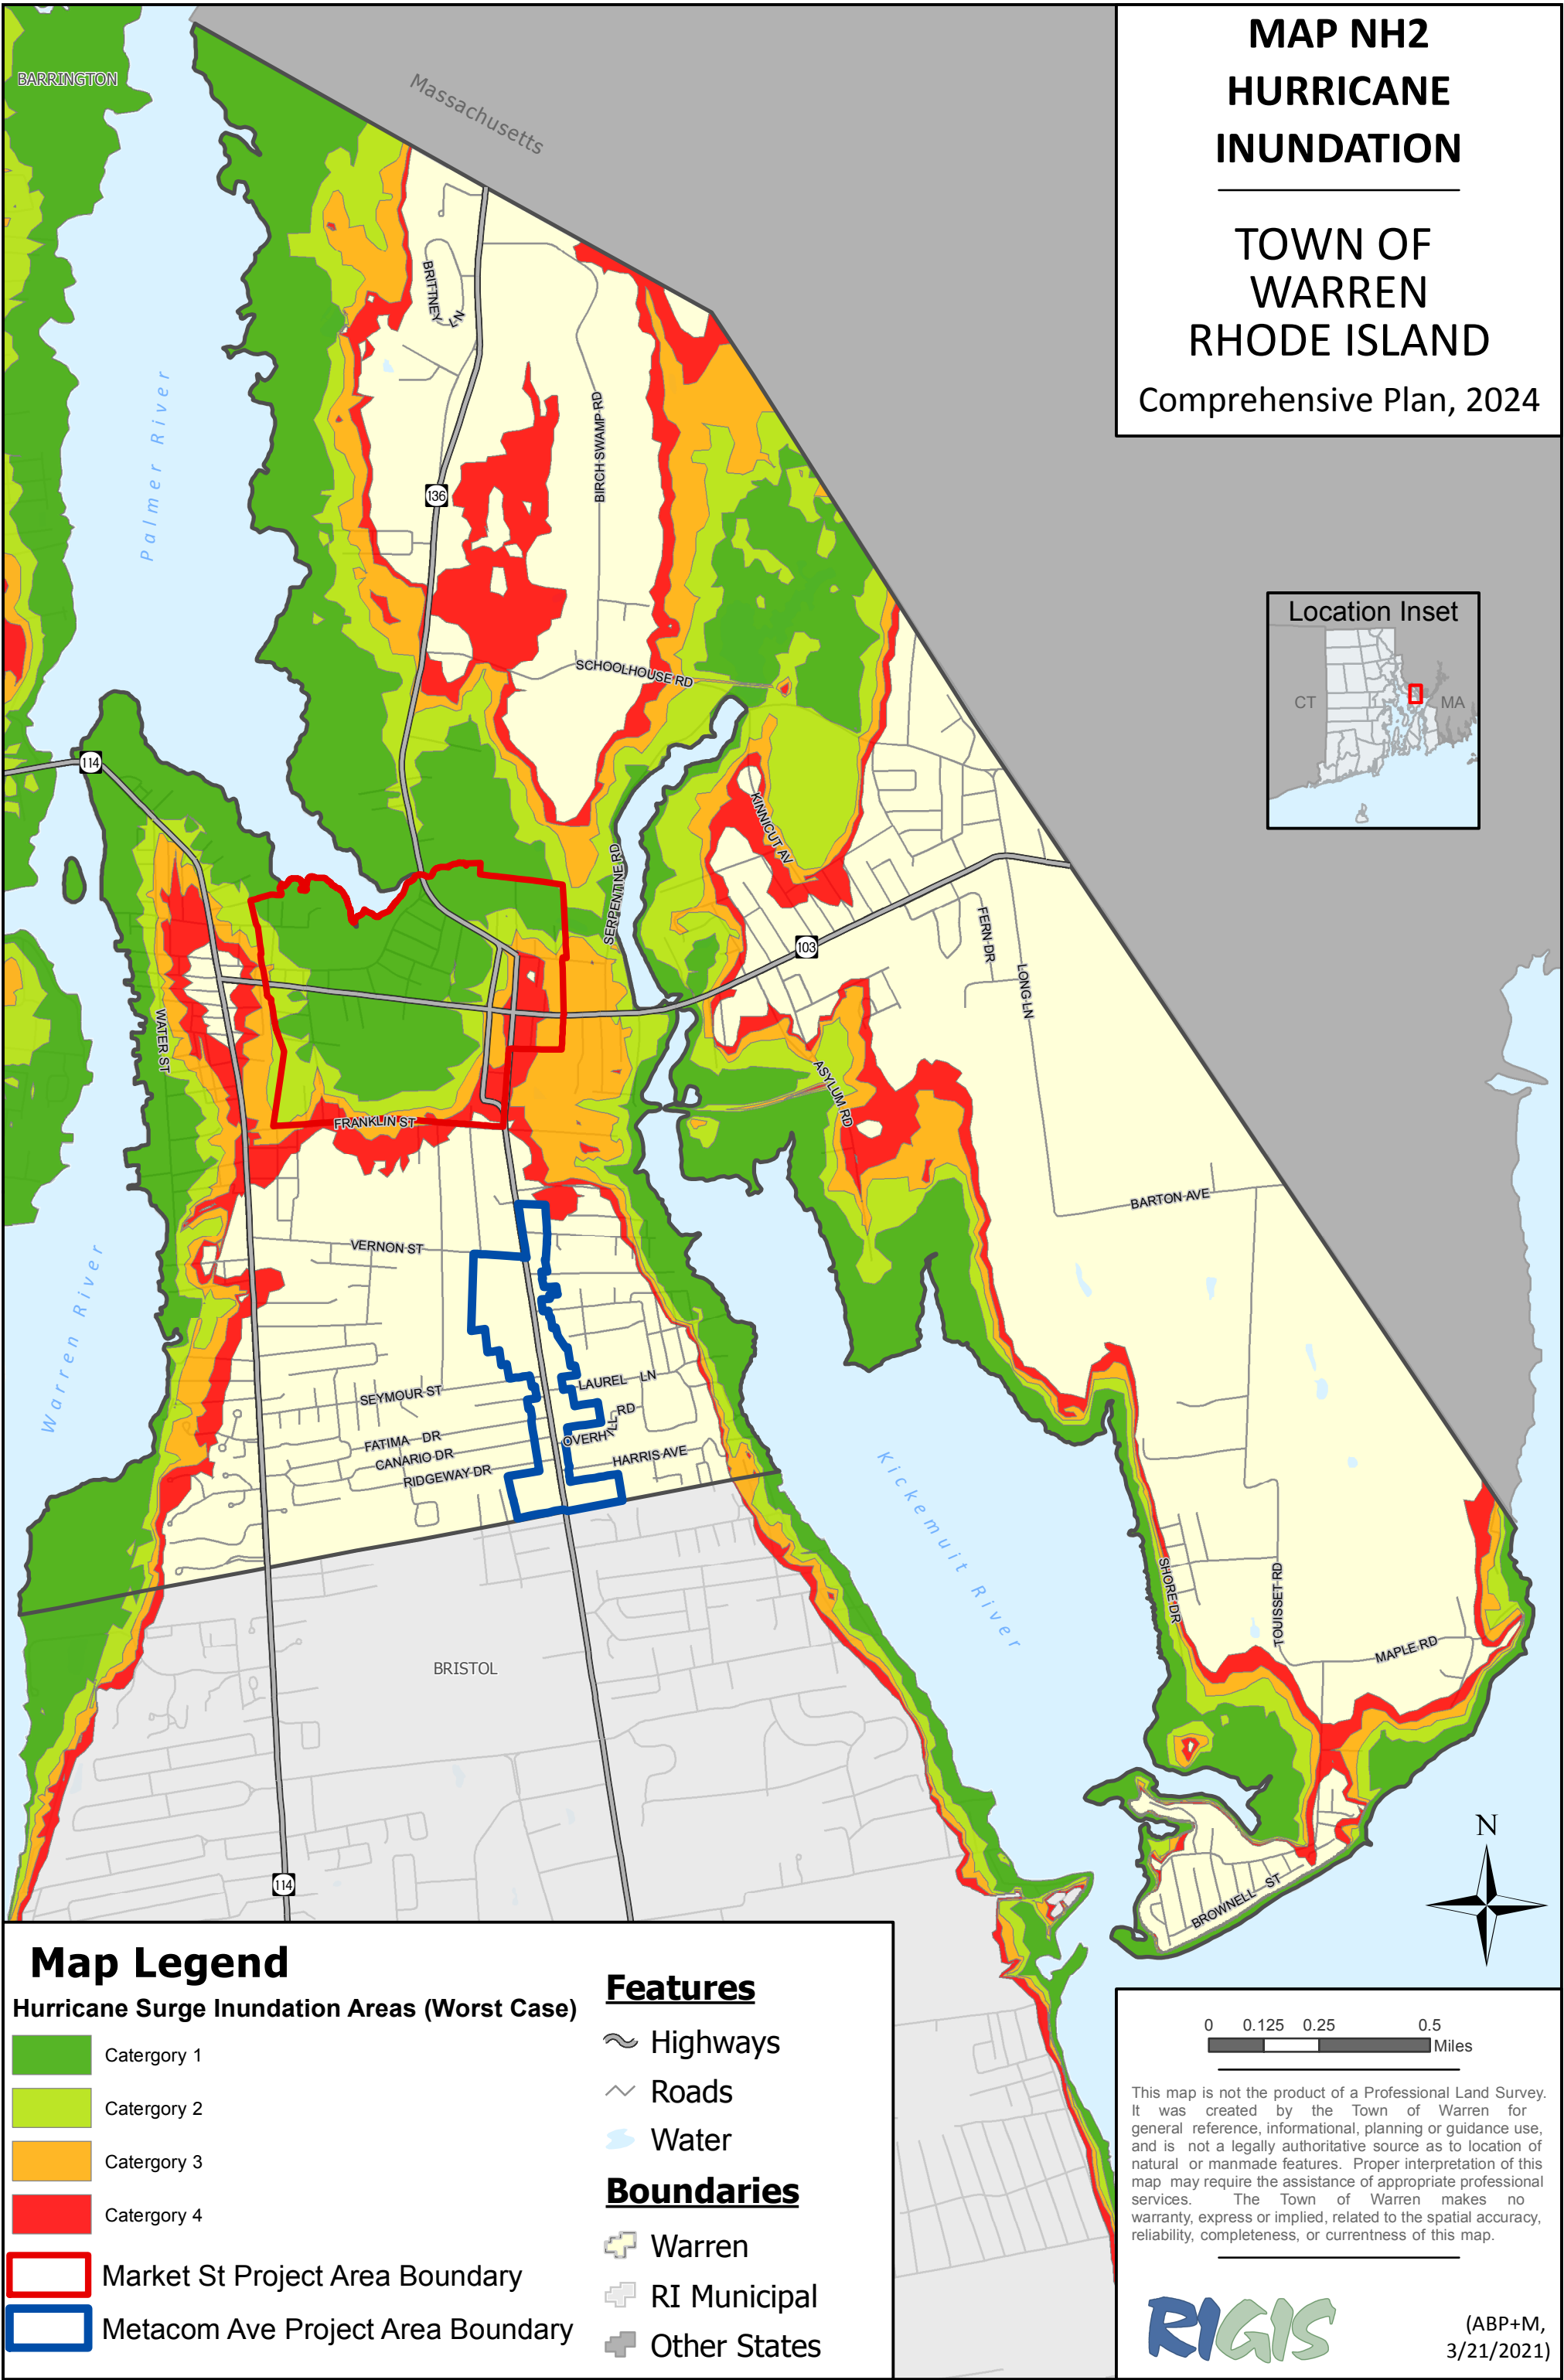 MAP NH2
HURRICANE
INUNDATION
TOWN OF
WARREN
RHODE ISLAND
Comprehensive Plan, 2024
BARRINGTON
Massachusetts
BRITTNEY LN
Palmer River
136
BIRCH SWAMP RD
Location Inset
CT
MA
SCHOOLHOUSE RD
114
KINNICUT AV
SERPENTINE RD
103
FERN DR
LONG LN
WATER ST
ASYLUM RD
FRANKLIN ST
BARTON AVE
VERNON ST
Warren River
LAUREL LN
SEYMOUR ST
OVERHILL RD
FATIMA DR
CANARIO DR
HARRIS AVE
RIDGEWAY DR
Kickemuit River
SHORE DR
TOUISSET RD
MAPLE RD
BRISTOL
BROWNELL ST
114
N
Map Legend
Hurricane Surge Inundation Areas (Worst Case)
Catergory 1
Catergory 2
Catergory 3
Catergory 4
Market St Project Area Boundary
Metacom Ave Project Area Boundary
Features
Highways
Roads
Water
Boundaries
Warren
RI Municipal
Other States
0 0.125 0.25 0.5
Miles
This map is not the product of a Professional Land Survey.
It was created by the Town of Warren for
general reference, informational, planning or guidance use,
and is not a legally authoritative source as to location of
natural or manmade features. Proper interpretation of this
map may require the assistance of appropriate professional
services. The Town of Warren makes no
warranty, express or implied, related to the spatial accuracy,
reliability, completeness, or currentness of this map.
RIGIS
(ABP+M,
3/21/2021)